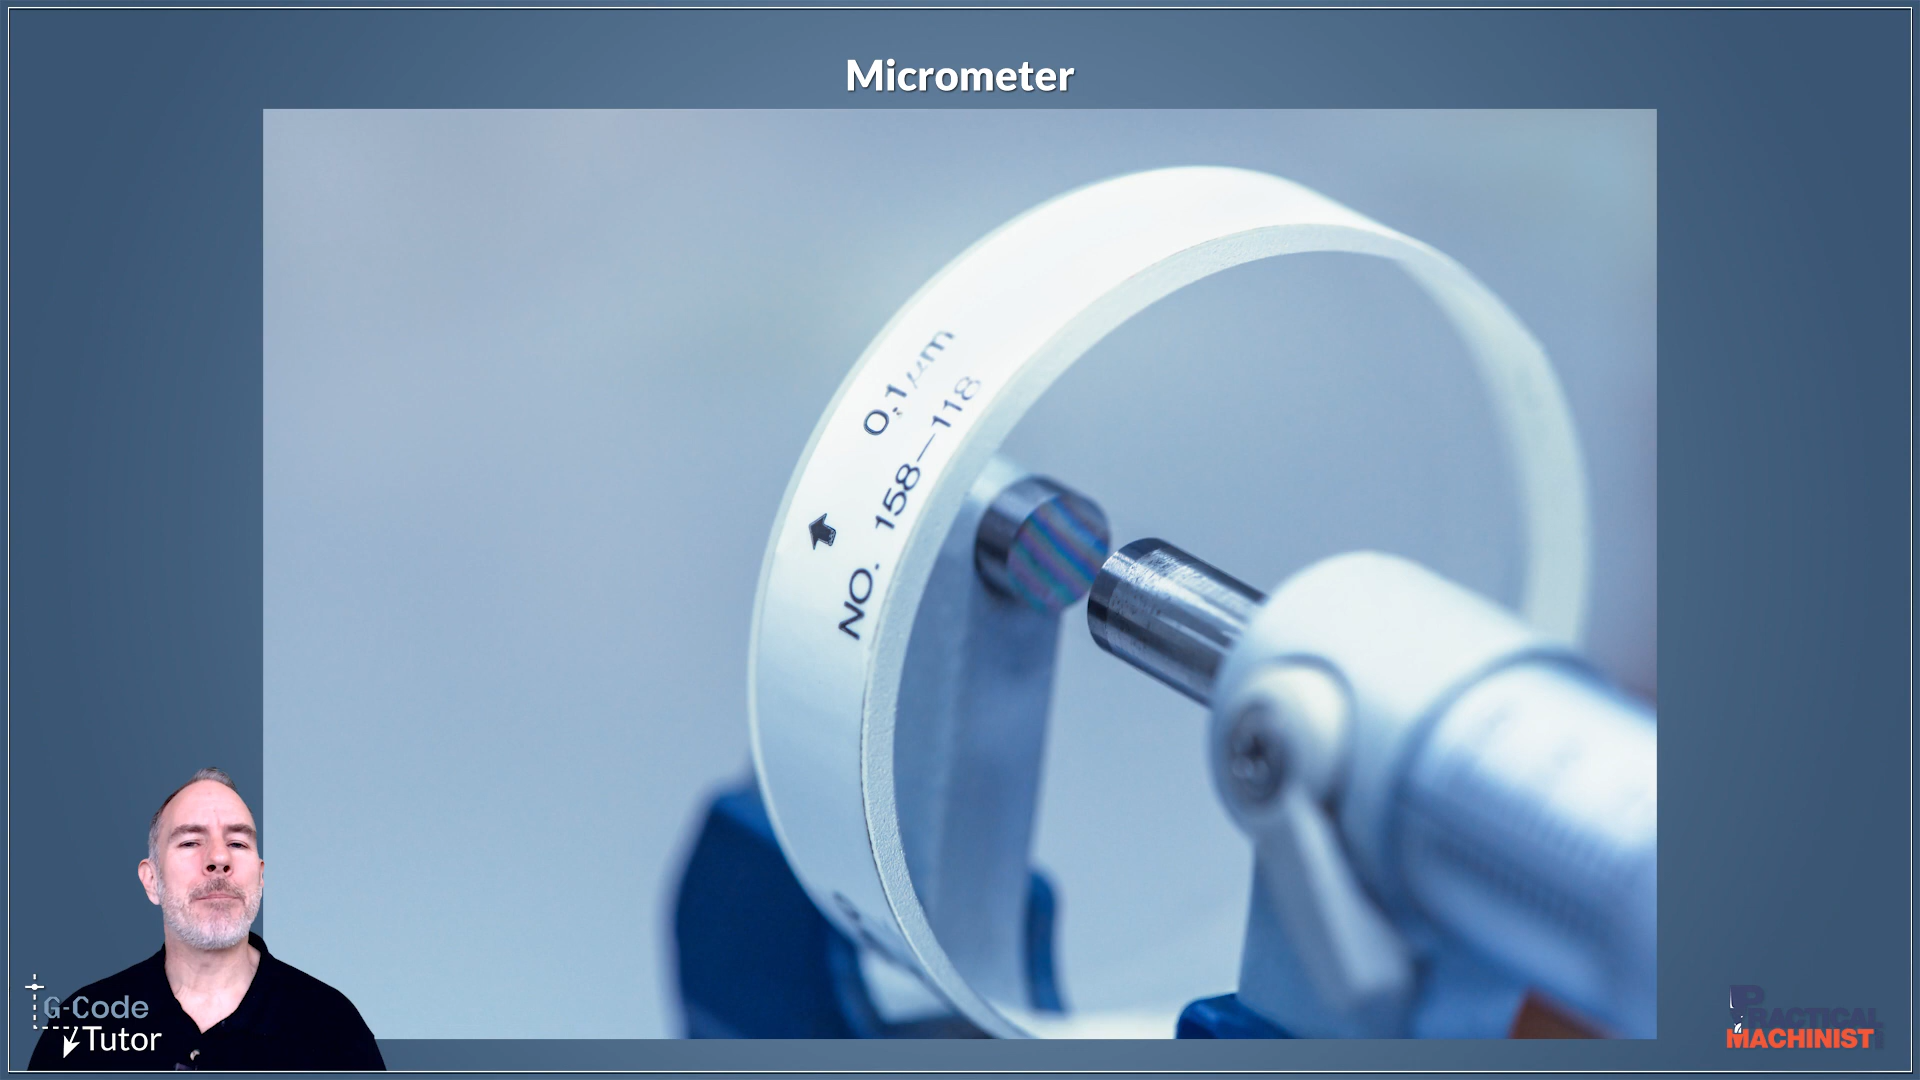 Micrometer
0,1μm
NO. 158—118
G-Code
Tutor
PRACTICAL
MACHINIST